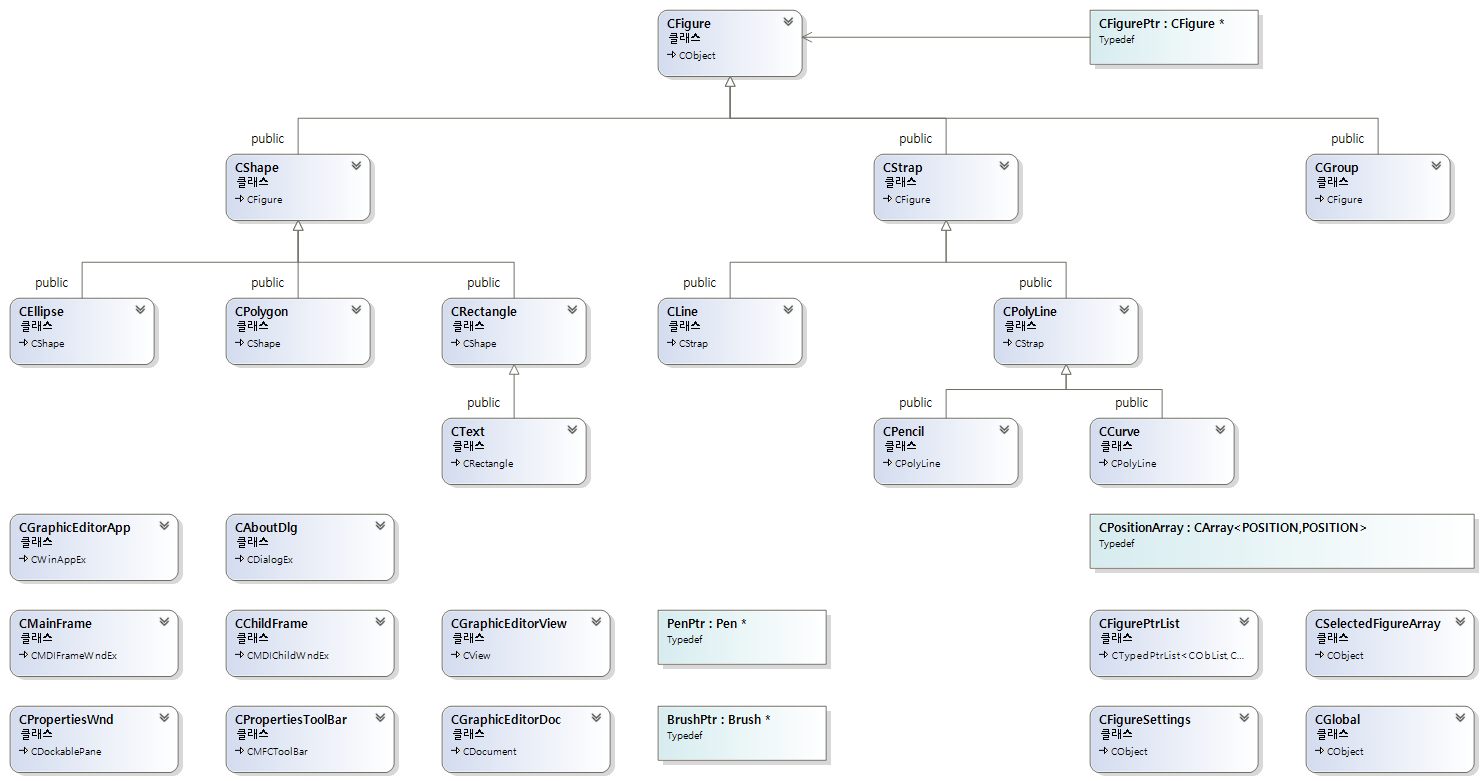 CFigure
클래스
CObject
CFigurePtr : CFigure *
Typedef
public
public
public
CShape
클래스
CFigure
CStrap
클래스
CFigure
CGroup
클래스
CFigure
public
public
public
public
public
CEllipse
클래스
CShape
CPolygon
클래스
CShape
CRectangle
클래스
CShape
CLine
클래스
CStrap
CPolyLine
클래스
CStrap
public
public
public
CText
클래스
CRectangle
CPencil
클래스
CPolyLine
CCurve
클래스
CPolyLine
CGraphicEditorApp
클래스
CWinAppEx
CAboutDlg
클래스
CDialogEx
CPositionArray : CArray<POSITION,POSITION>
Typedef
CMainFrame
클래스
CMDIFrameWndEx
CChildFrame
클래스
CMDIChildWndEx
CGraphicEditorView
클래스
CView
PenPtr : Pen *
Typedef
CFigurePtrList
클래스
CTypedPtrList<CObList,C...
CSelectedFigureArray
클래스
CObject
CPropertiesWnd
클래스
CDockablePane
CPropertiesToolBar
클래스
CMFCToolBar
CGraphicEditorDoc
클래스
CDocument
BrushPtr : Brush *
Typedef
CFigureSettings
클래스
CObject
CGlobal
클래스
CObject